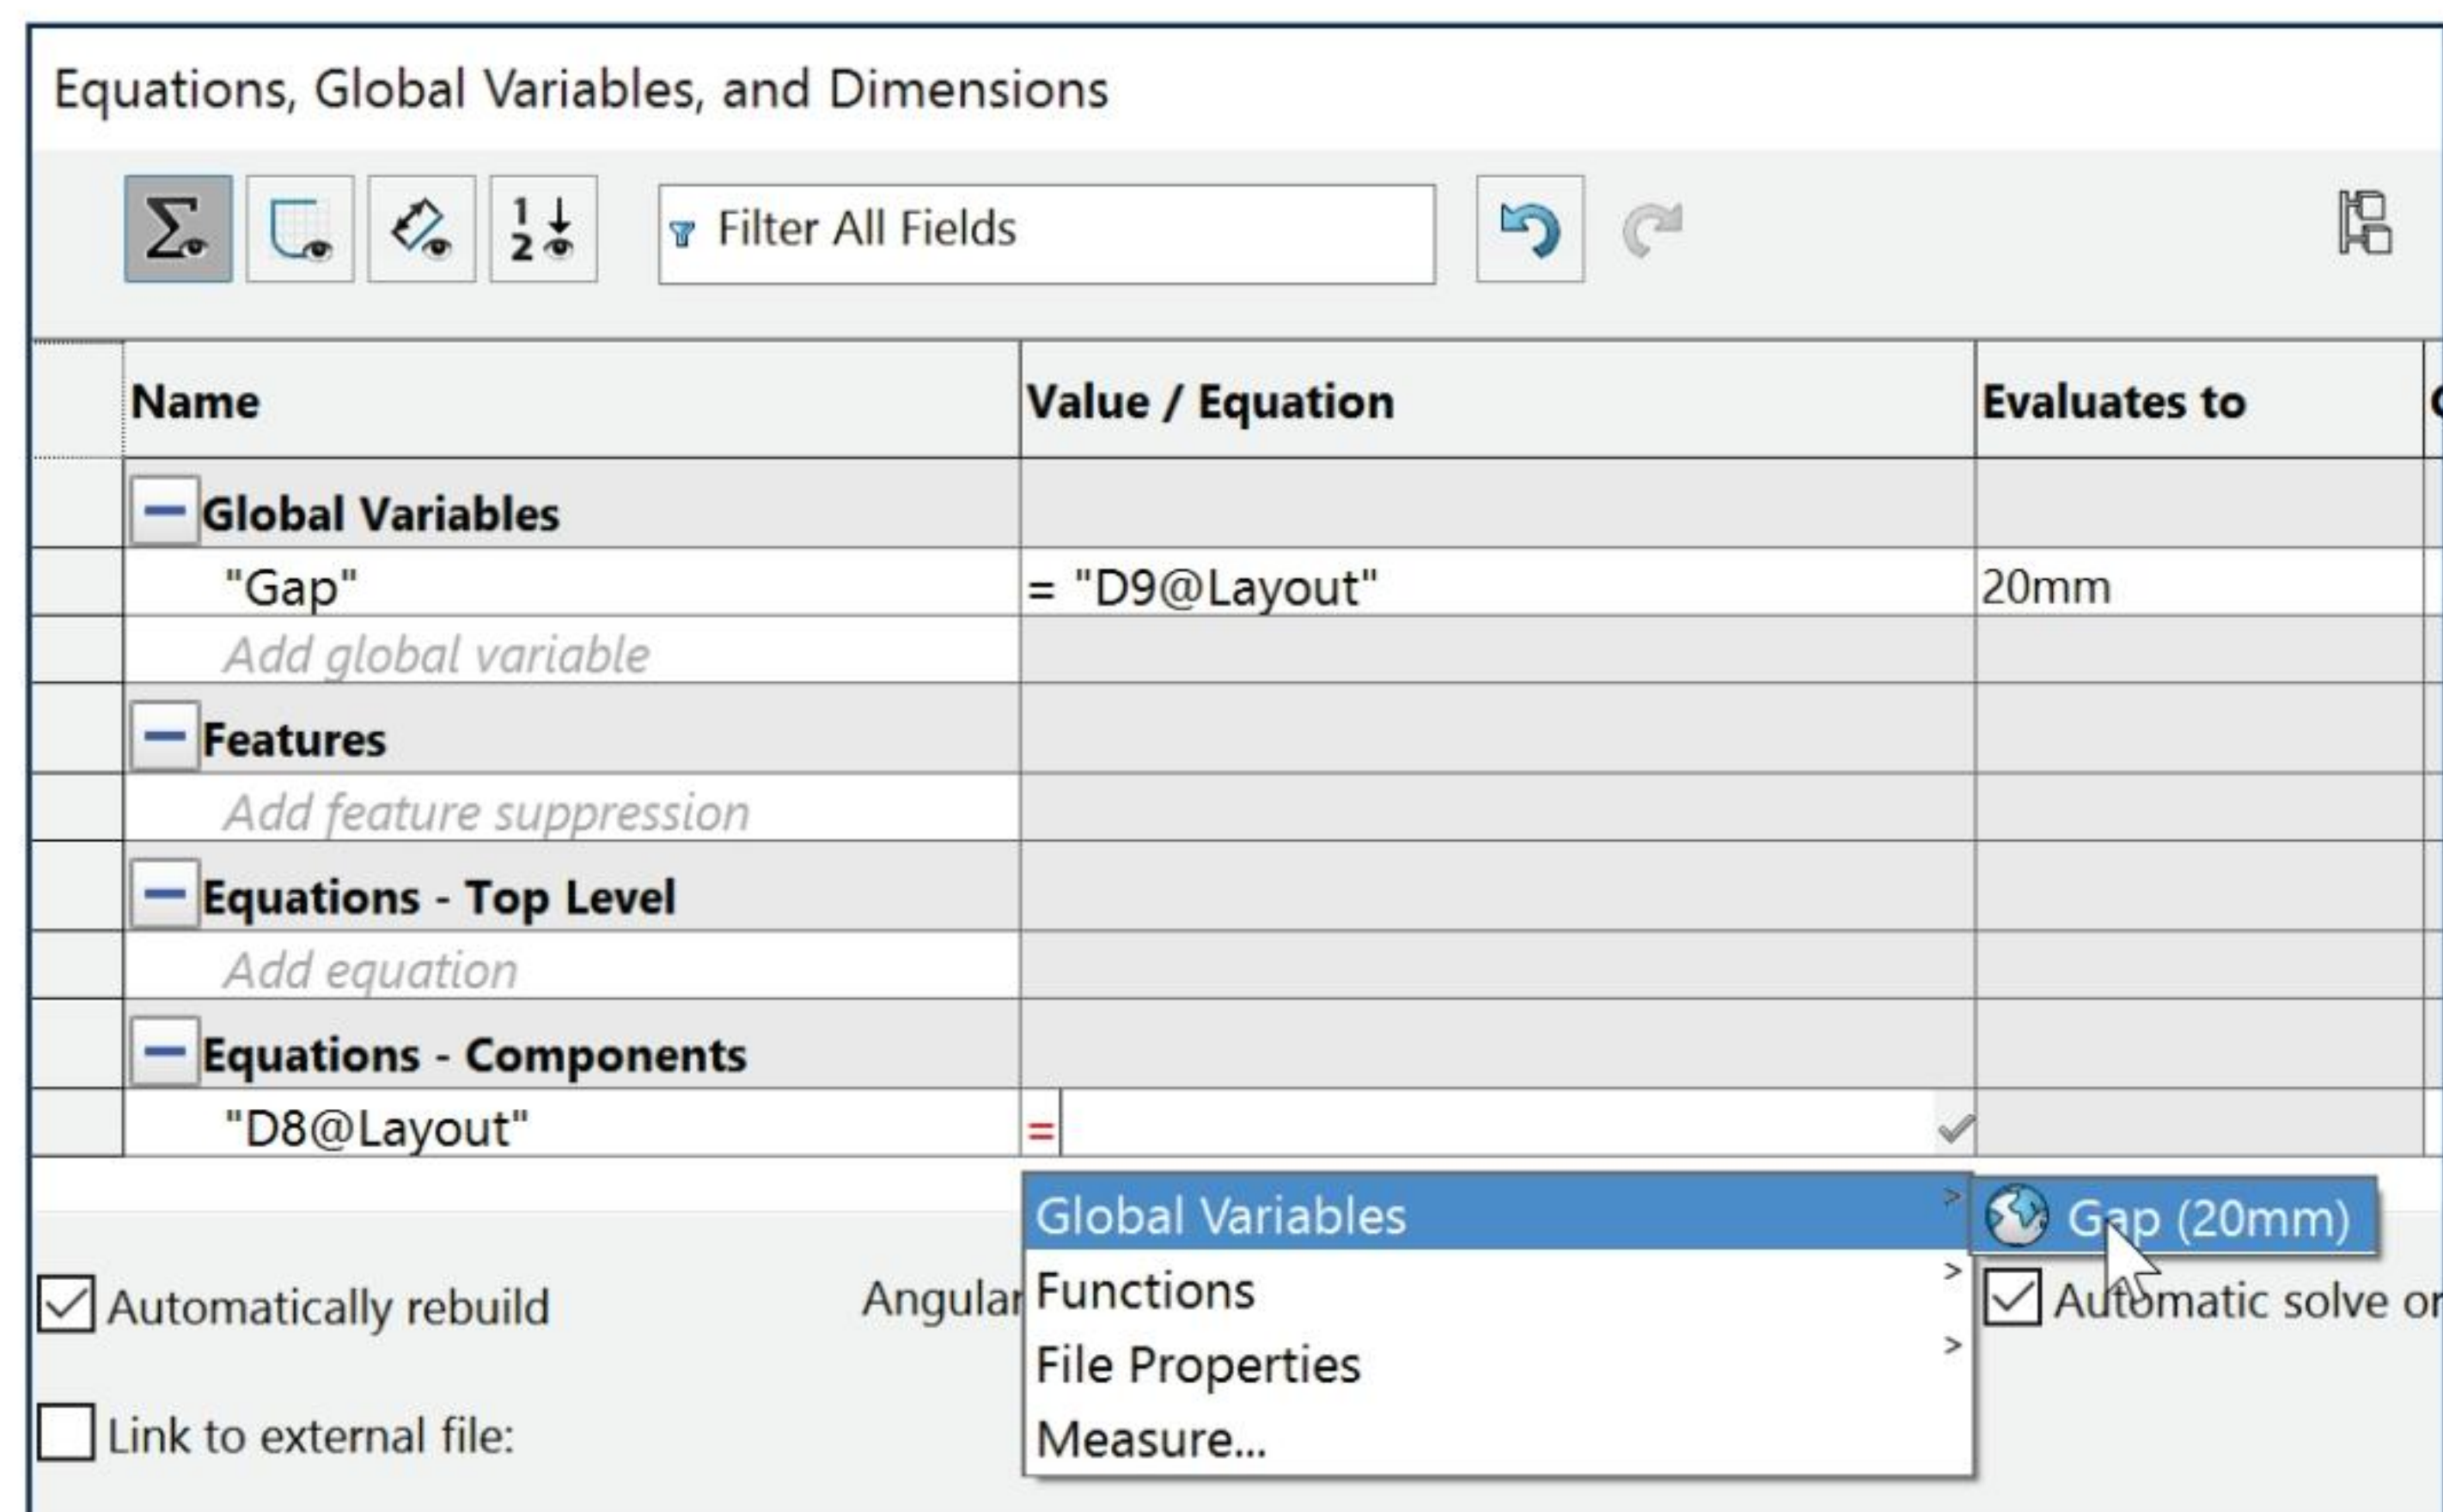 Equations, Global Variables, and Dimensions
1
2
Filter All Fields
Name Value / Equation Evaluates to
Global Variables
"Gap" = "D9@Layout" 20mm
Add global variable
Features
Add feature suppression
Equations - Top Level
Add equation
Equations - Components
"D8@Layout" =
Global Variables > Gap (20mm)
Automatically rebuild Angular Functions > Automatic solve or
File Properties >
Link to external file: Measure...